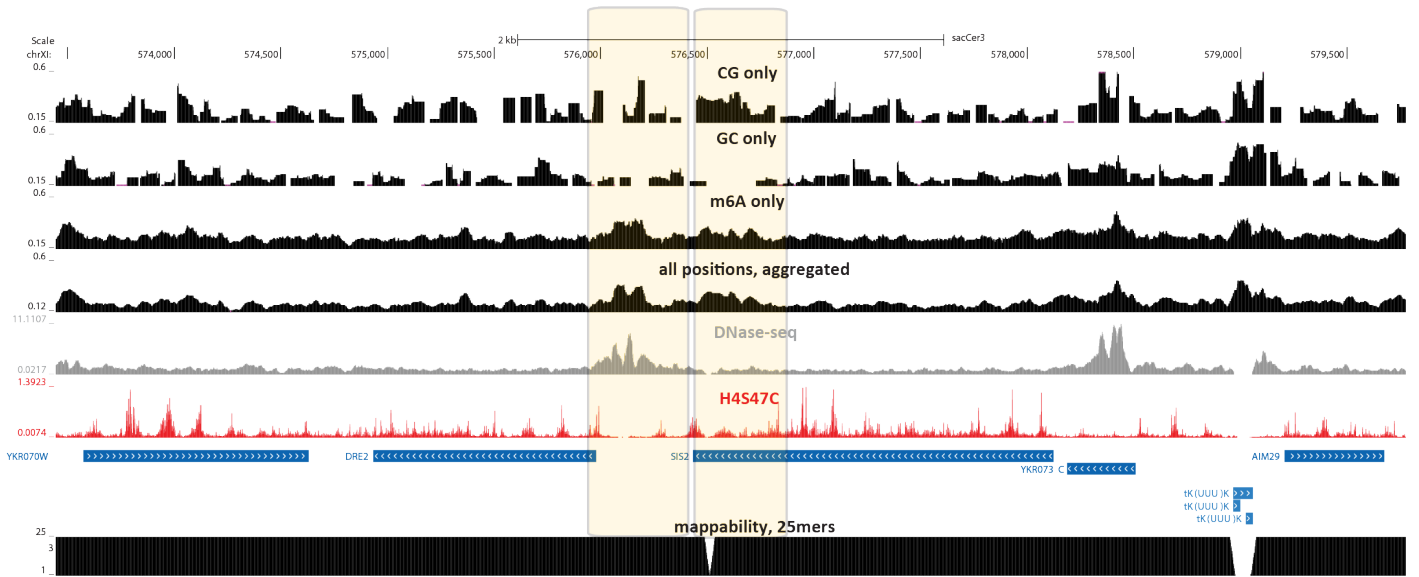 Scale 2 kb sacCer3
chrXI: 574,000 574,500 575,000 575,500 576,000 576,500 577,000 577,500 578,000 578,500 579,000 579,500
0.6 CG only
0.15
0.6 GC only
0.15
0.6 m6A only
0.15
0.6 all positions, aggregated
0.12
11.1107 DNase-seq
0.0217
1.3923 H4S47C
0.0074
YKR070W DRE2 SIS2 AIM29
YKR073 C
tK(UUU )K
tK(UUU )K
tK(UUU )K
25 mappability, 25mers
3
1